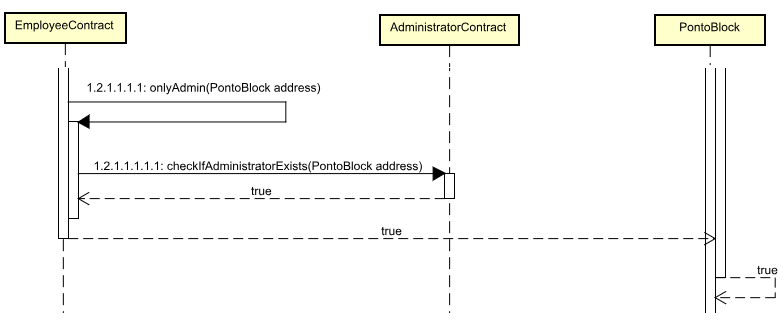 EmployeeContract
AdministratorContract
PontoBlock
1.2.1.1.1.1: onlyAdmin(PontoBlock address)
1.2.1.1.1.1.1: checkIfAdministratorExists(PontoBlock address)
true
true
true